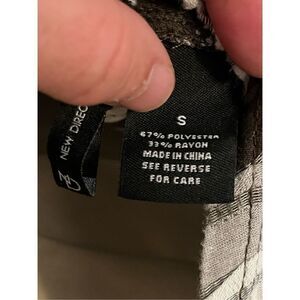 NEW DIREC
S
67% POLYESTER
33% RAYON
MADE IN CHINA
SEE REVERSE
FOR CARE